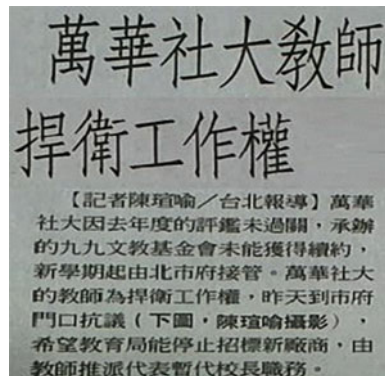 萬華社大教師
捍衛工作權
【記者陳瑄喻／台北報導】萬華
社大因去年度的評鑑未過關，承辦
的九九文教基金會未能獲得續約，
新學期起由北市府接管。萬華社大
的教師為捍衛工作權，昨天到市府
門口抗議（下圖，陳瑄喻攝影），
希望教育局能停止招標新廠商，由
教師推派代表暫代校長職務。